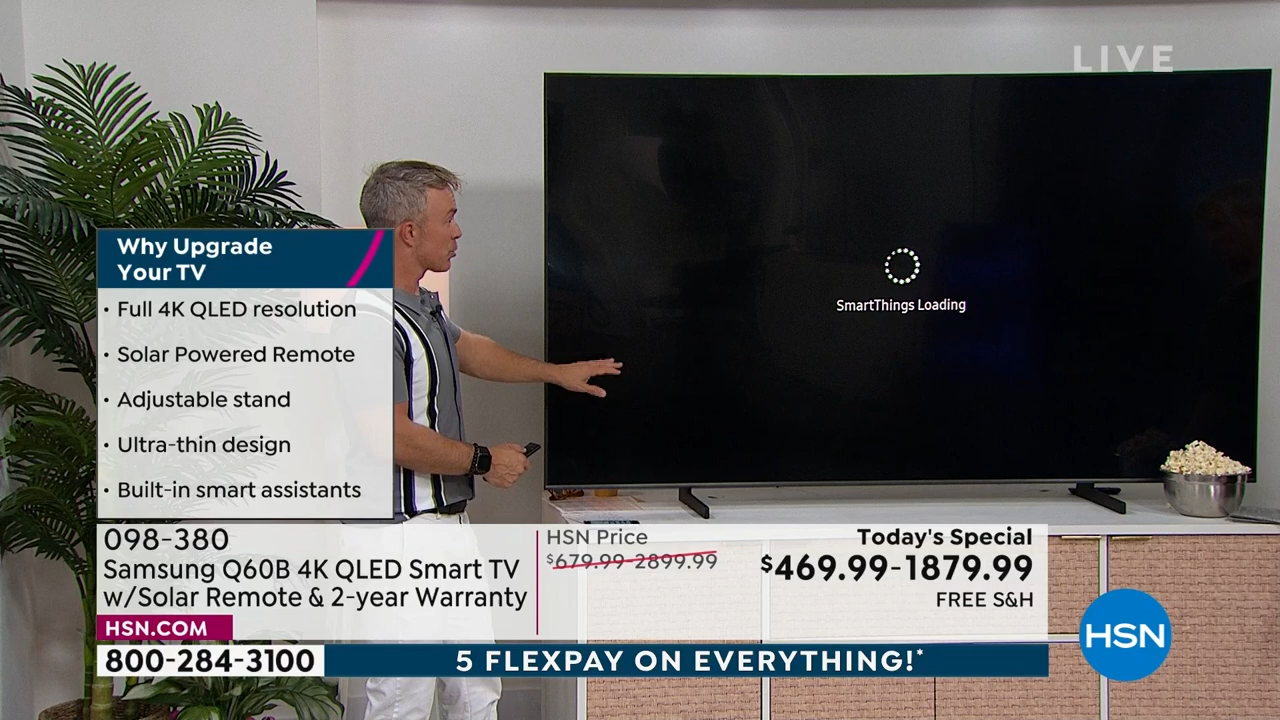 LIVE
Why Upgrade
Your TV
• Full 4K QLED resolution
• Solar Powered Remote
• Adjustable stand
• Ultra-thin design
• Built-in smart assistants
SmartThings Loading
098-380
Samsung Q60B 4K QLED Smart TV
w/Solar Remote & 2-year Warranty
HSN.COM
HSN Price
$679.99-2899.99
Today's Special
$469.99-1879.99
FREE S&H
HSN
800-284-3100
5 FLEXPAY ON EVERYTHING!*